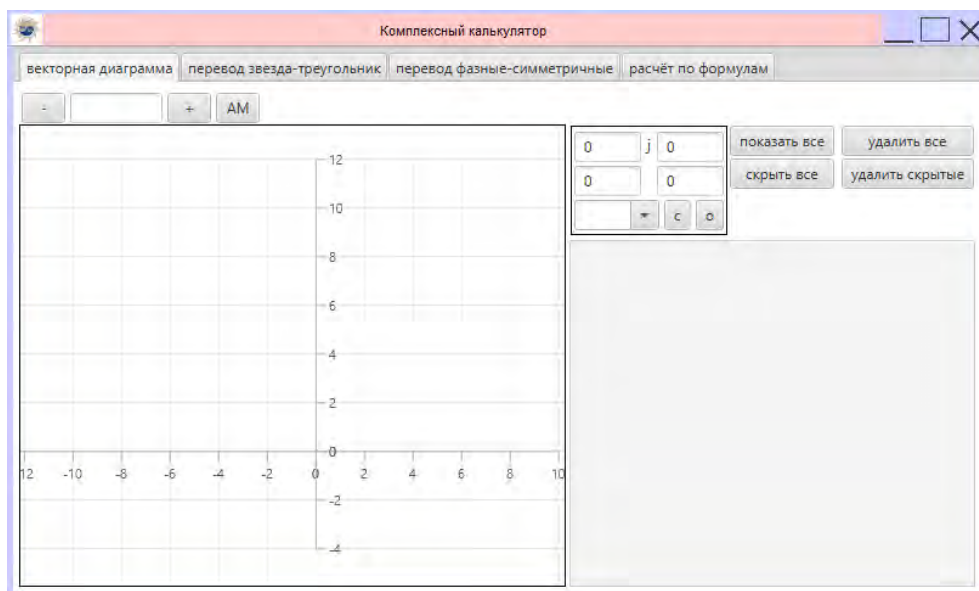 Комплексный калькулятор
векторная диаграмма перевод звезда-треугольник перевод фазные-симметричные расчёт по формулам
- + AM
0 j 0 показать все удалить все
0 0 скрыть все удалить скрытые
c o
12
10
8
6
4
2
0
12 -10 -8 -6 -4 -2 0 2 4 6 8 10
-2
-4